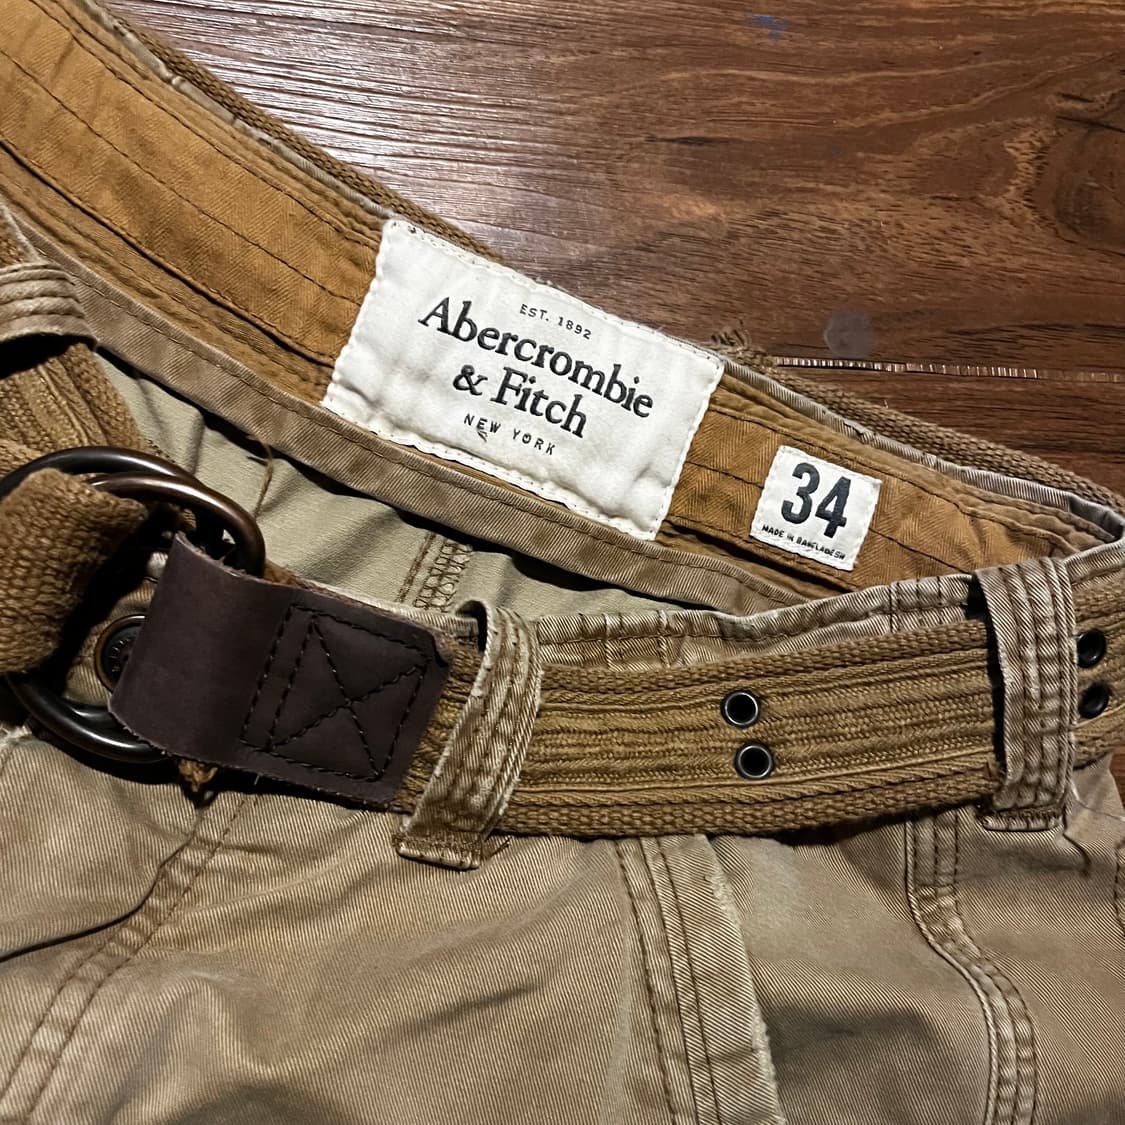 EST. 1892
Abercrombie
& Fitch
NEW YORK
34
MADE IN BANGLADESH